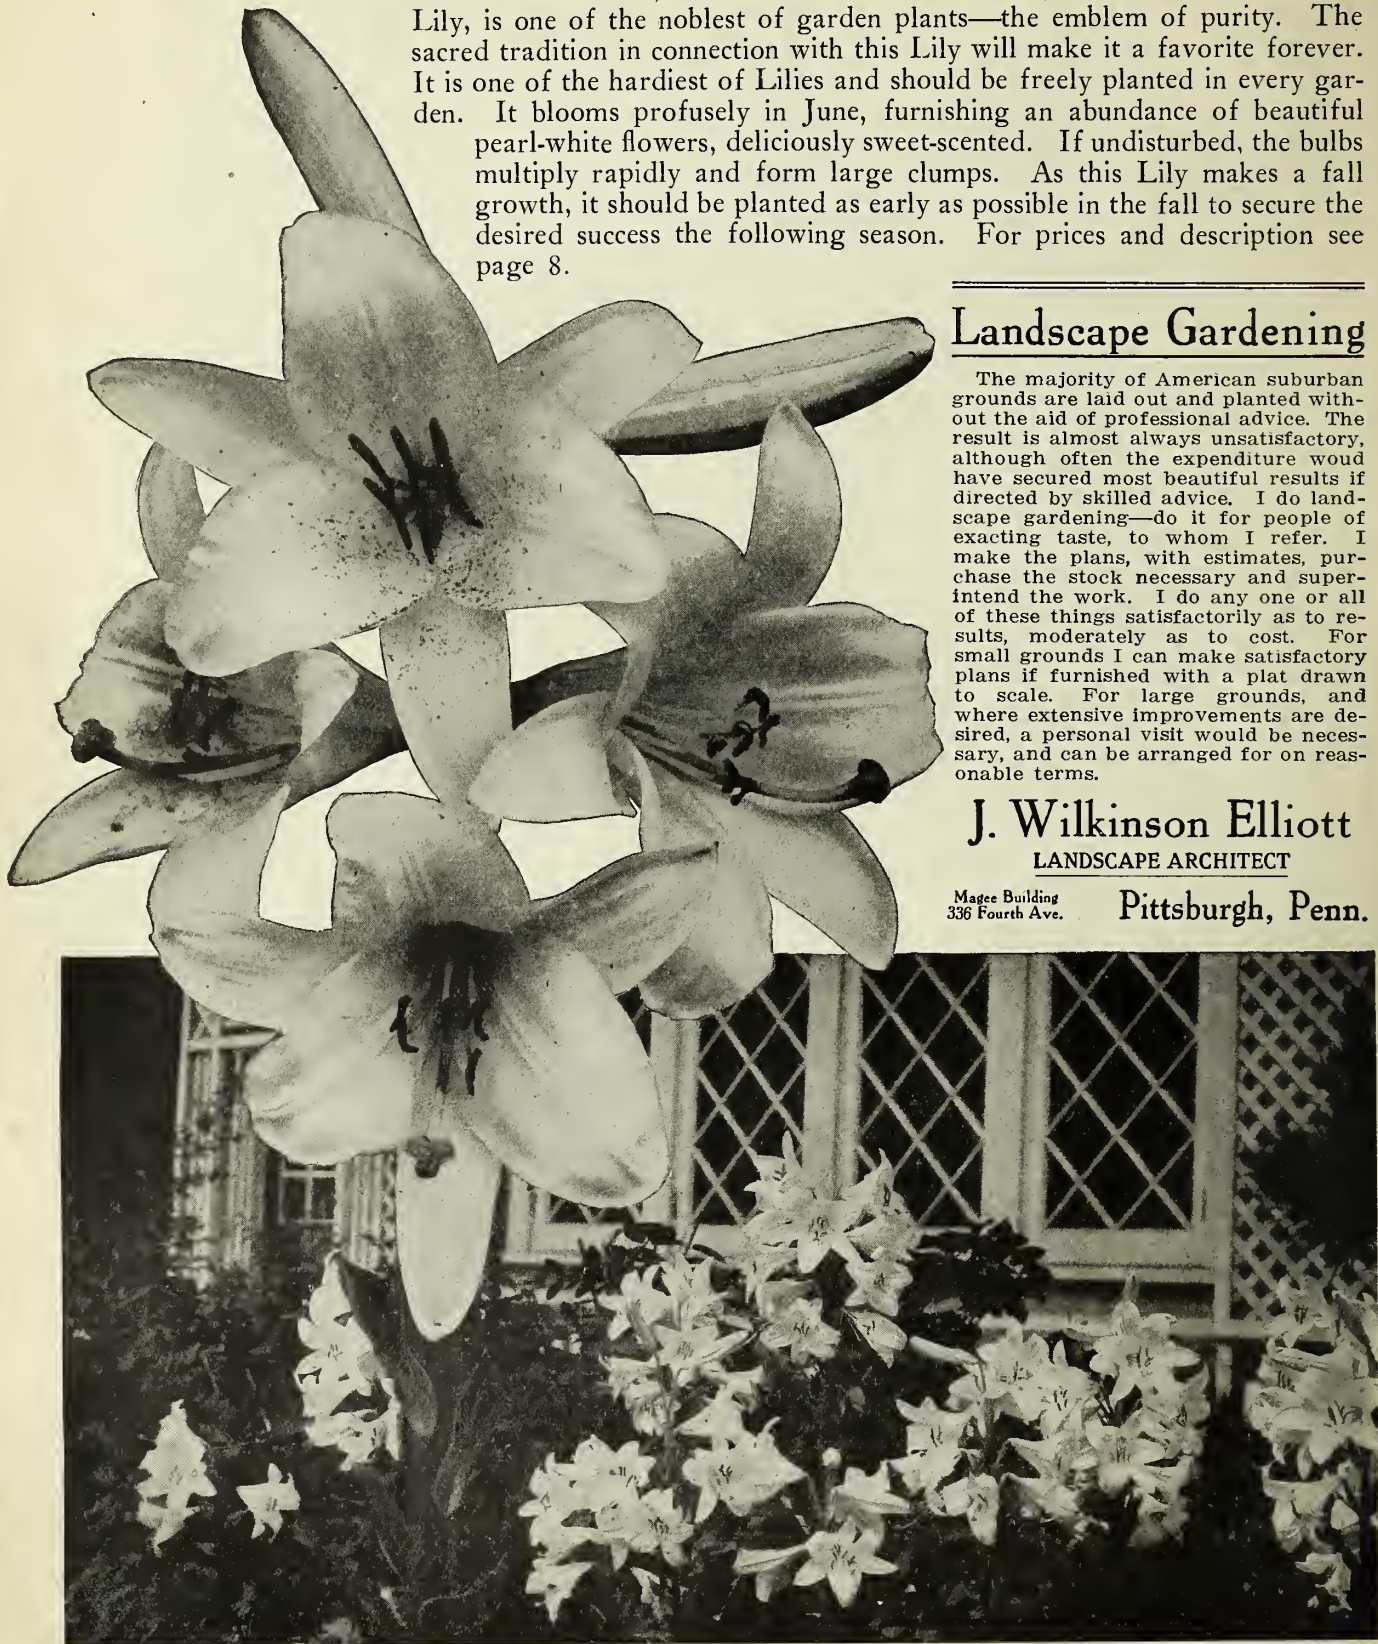 Lily, is one of the noblest of garden plants—the emblem of purity. The
sacred tradition in connection with this Lily will make it a favorite forever.
It is one of the hardiest of Lilies and should be freely planted in every gar-
den. It blooms profusely in June, furnishing an abundance of beautiful
pearl-white flowers, deliciously sweet-scented. If undisturbed, the bulbs
multiply rapidly and form large clumps. As this Lily makes a fall
growth, it should be planted as early as possible in the fall to secure the
desired success the following season. For prices and description see
page 8.
Landscape Gardening
The majority of American suburban
grounds are laid out and planted with-
out the aid of professional advice. The
result is almost always unsatisfactory,
although often the expenditure woud
have secured most beautiful results if
directed by skilled advice. I do land-
scape gardening—do it for people of
exacting taste, to whom I refer. I
make the plans, with estimates, pur-
chase the stock necessary and super-
intend the work. I do any one or all
of these things satisfactorily as to re-
sults, moderately as to cost. For
small grounds I can make satisfactory
plans if furnished with a plat drawn
to scale. For large grounds, and
where extensive improvements are de-
sired, a personal visit would be neces-
sary, and can be arranged for on reas-
onable terms.
J. Wilkinson Elliott
LANDSCAPE ARCHITECT
Magee Building
336 Fourth Ave.
Pittsburgh, Penn.